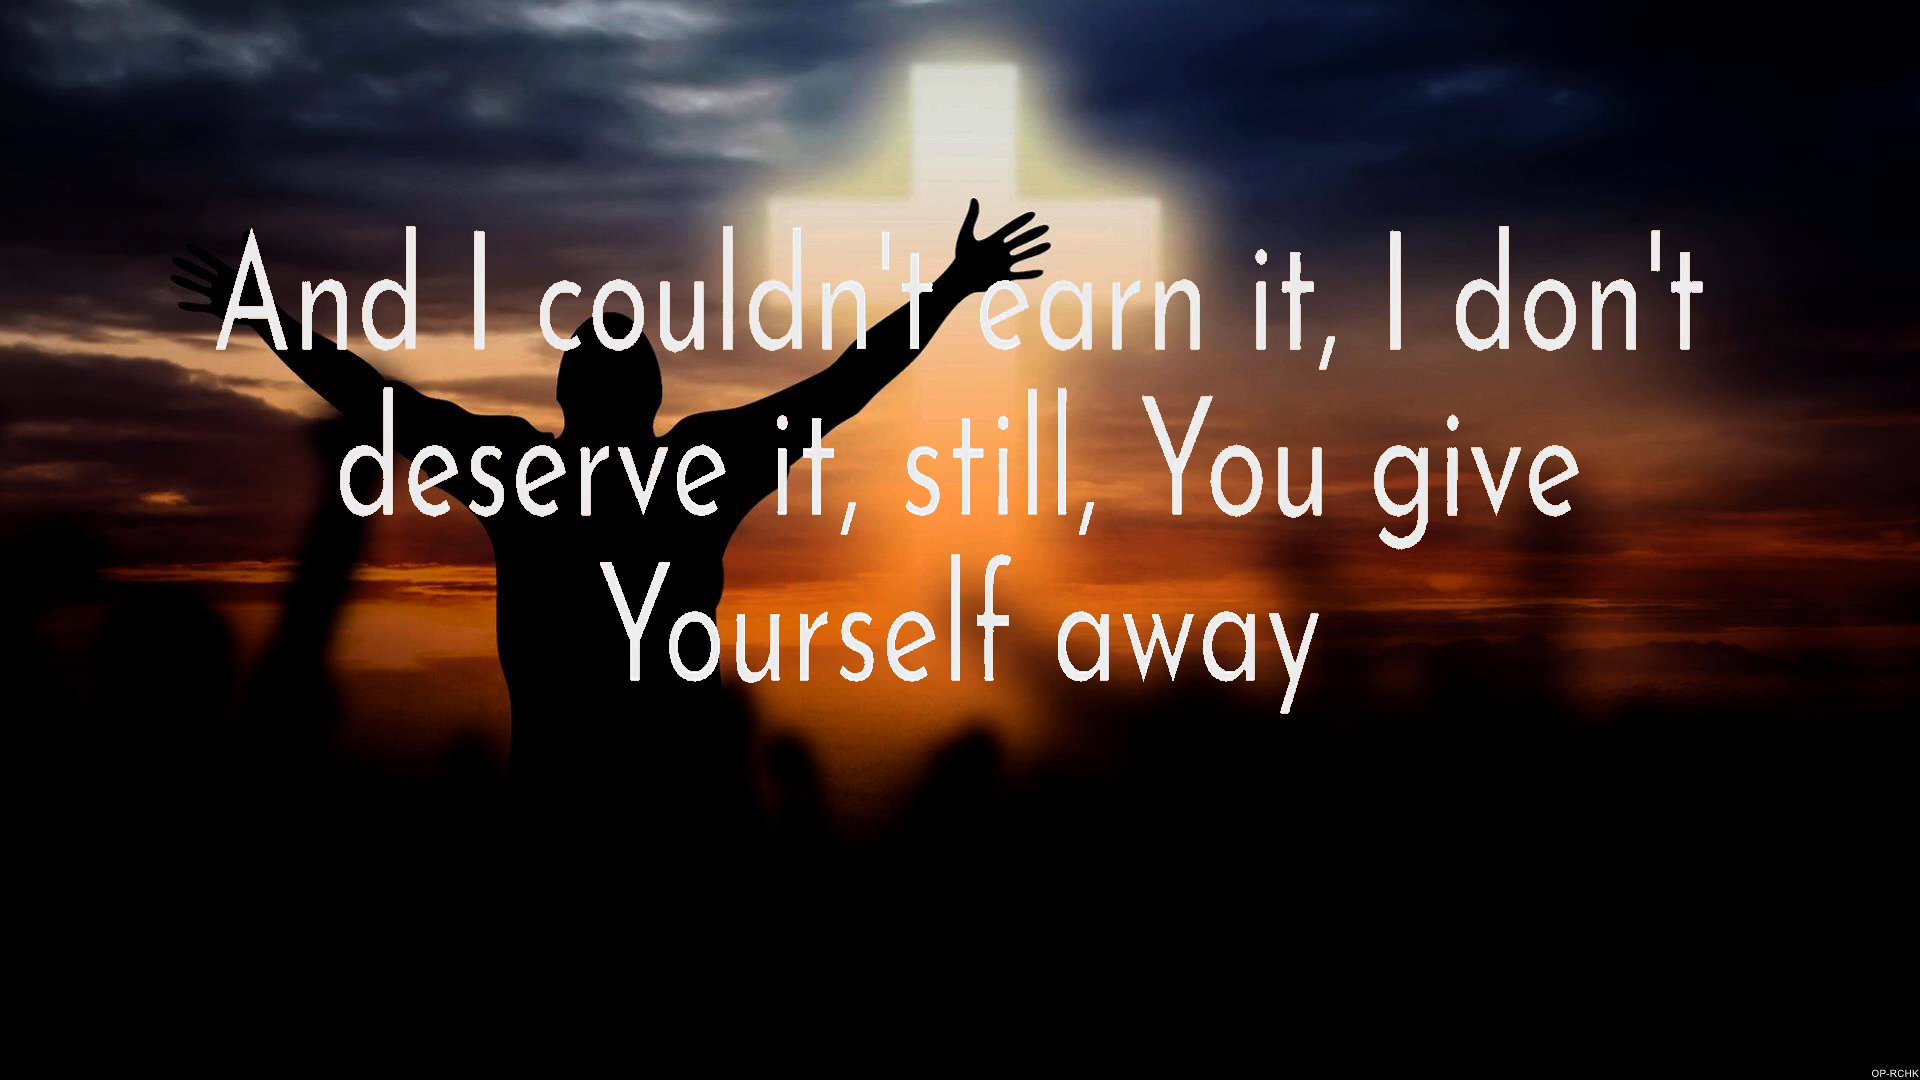 And I couldn't earn it, I don't
deserve it, still, You give
Yourself away
OP-RCHK